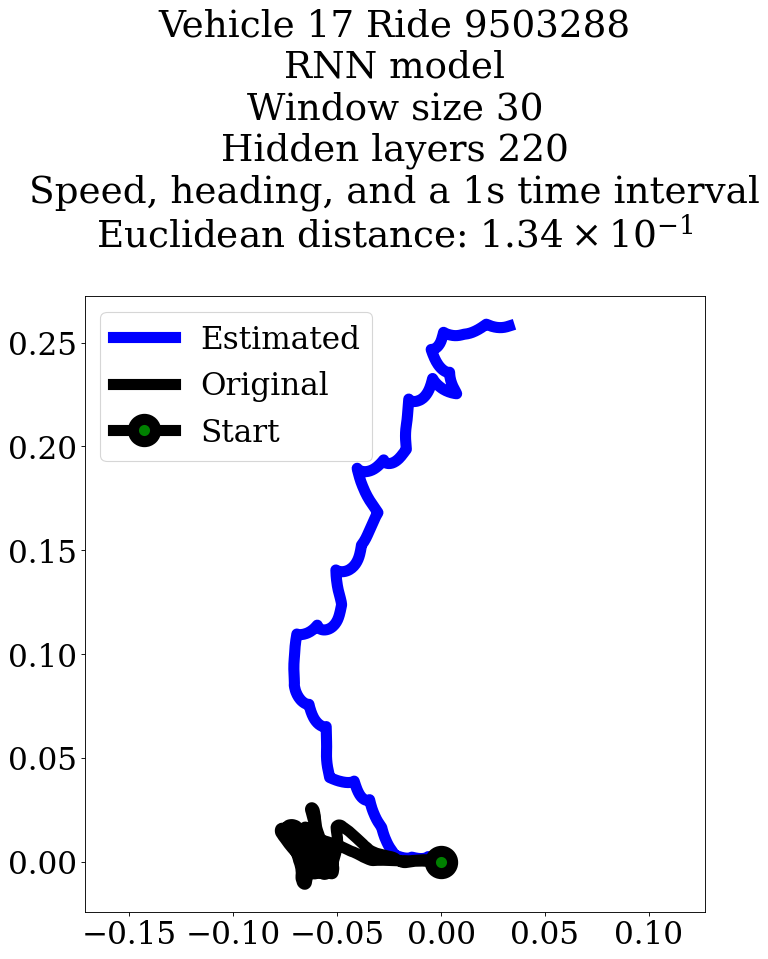 Vehicle 17 Ride 9503288
RNN model
Window size 30
Hidden layers 220
Speed, heading, and a 1s time interval
Euclidean distance: 1.34 × 10⁻¹
Estimated
Original
Start
0.25
0.20
0.15
0.10
0.05
0.00
−0.15 −0.10 −0.05 0.00 0.05 0.10